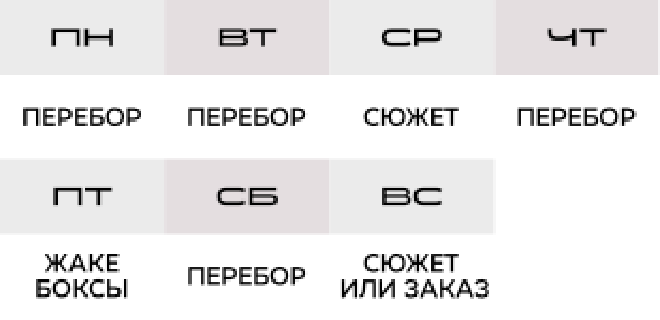 ПН ВТ СР ЧТ
ПЕРЕБОР ПЕРЕБОР СЮЖЕТ ПЕРЕБОР
ПТ СБ ВС
ЖАКЕ БОКСЫ ПЕРЕБОР СЮЖЕТ ИЛИ ЗАКАЗ